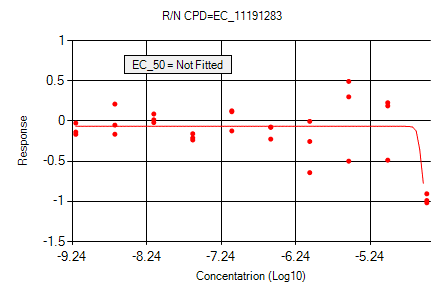 R/N CPD=EC_11191283
1
EC_50 = Not Fitted
0.5
0
-0.5
-1
-1.5
Response
-9.24 -8.24 -7.24 -6.24 -5.24
Concentatrion (Log10)